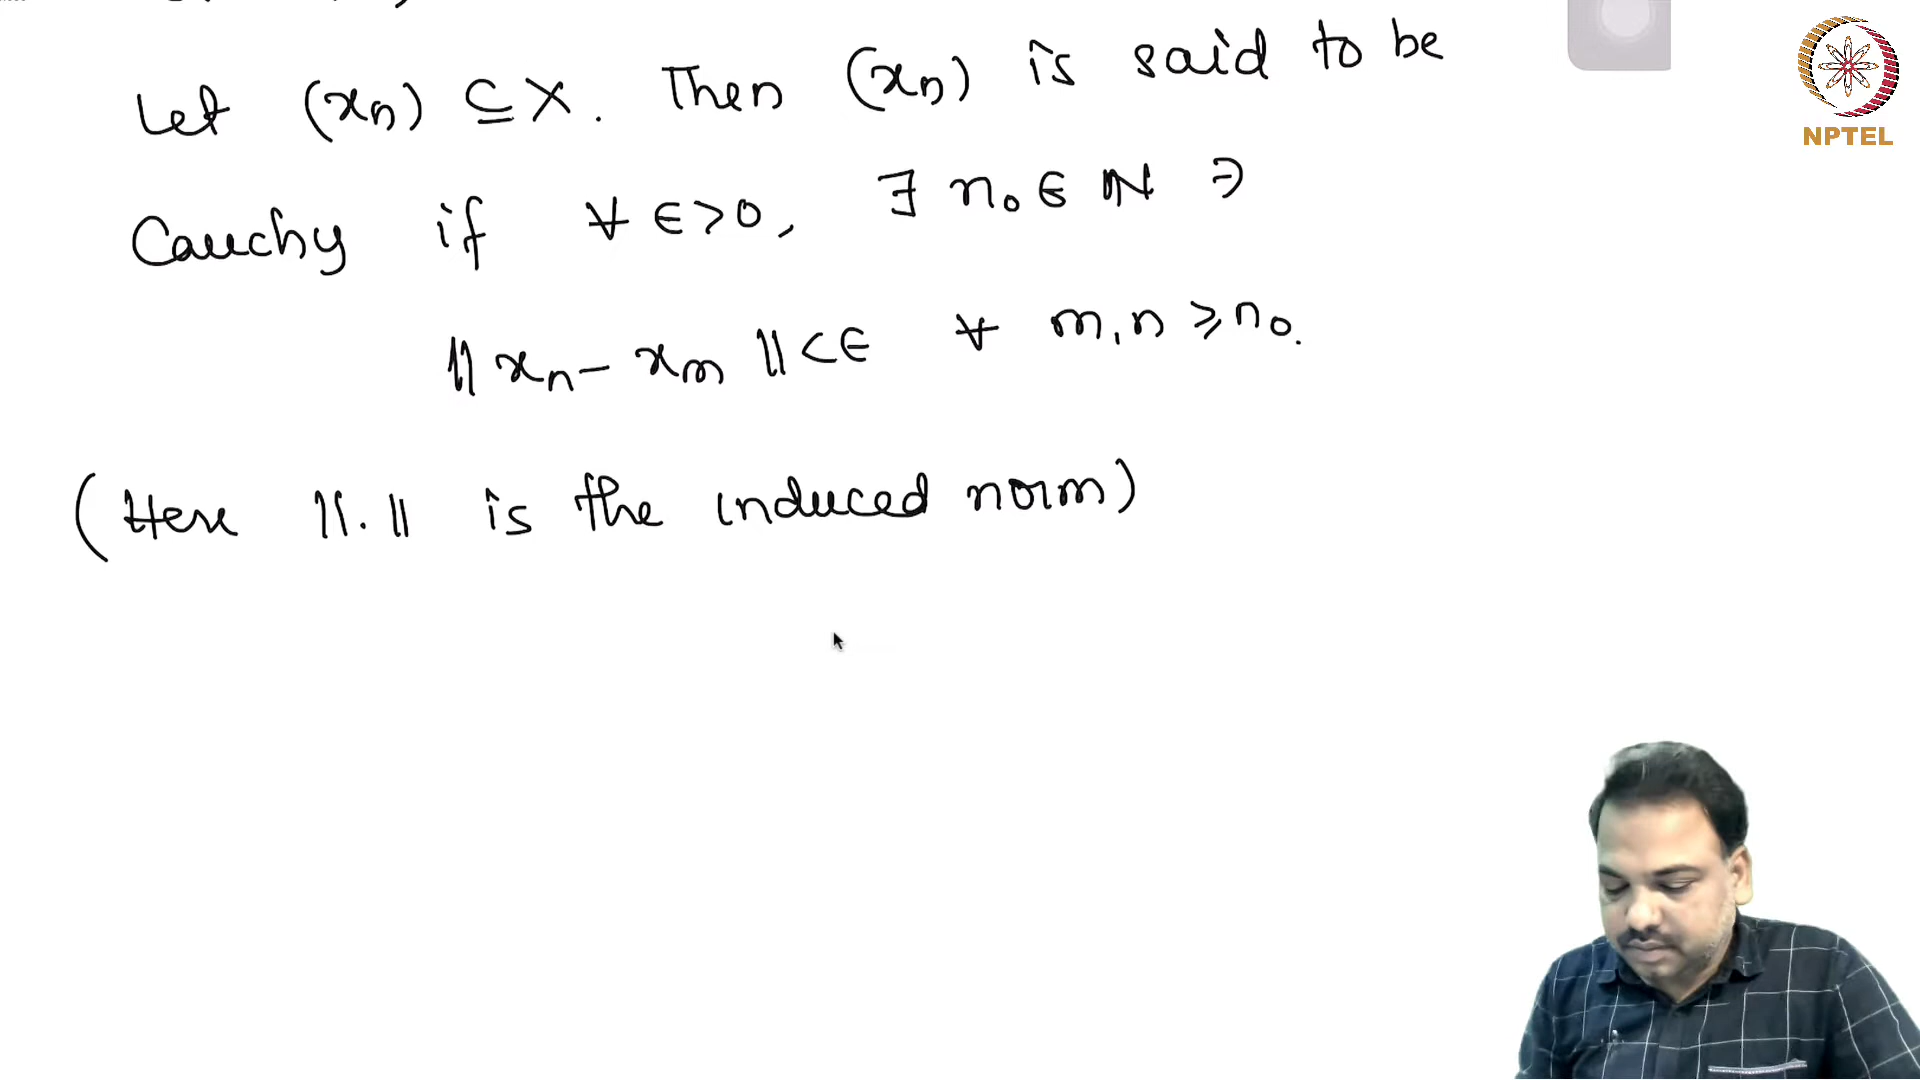 Let (xn) ⊆ X. Then (xn) is said to be
Cauchy if ∀ ∈>0, ∃ n₀ ∈ ℕ ∋
|| xn - xm || <∈ ∀ m,n ≥ n₀.
(Here ||.|| is the induced norm)
NPTEL